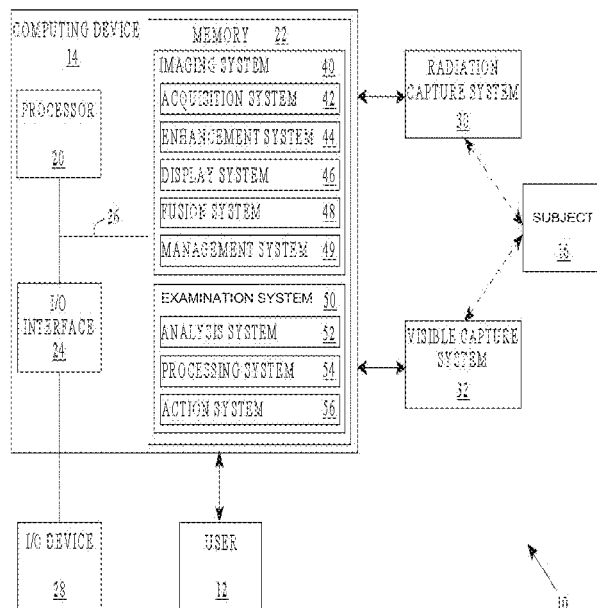 COMPUTING DEVICE
14
MEMORY 22
PROCESSOR
20
IMAGING SYSTEM 40
ACQUISITION SYSTEM 42
ENHANCEMENT SYSTEM 44
DISPLAY SYSTEM 46
FUSION SYSTEM 48
MANAGEMENT SYSTEM 49
26
I/O
INTERFACE
24
EXAMINATION SYSTEM 50
ANALYSIS SYSTEM 52
PROCESSING SYSTEM 54
ACTION SYSTEM 56
RADIATION
CAPTURE SYSTEM
30
SUBJECT
16
VISIBLE CAPTURE
SYSTEM
32
I/O DEVICE
28
USER
12
10